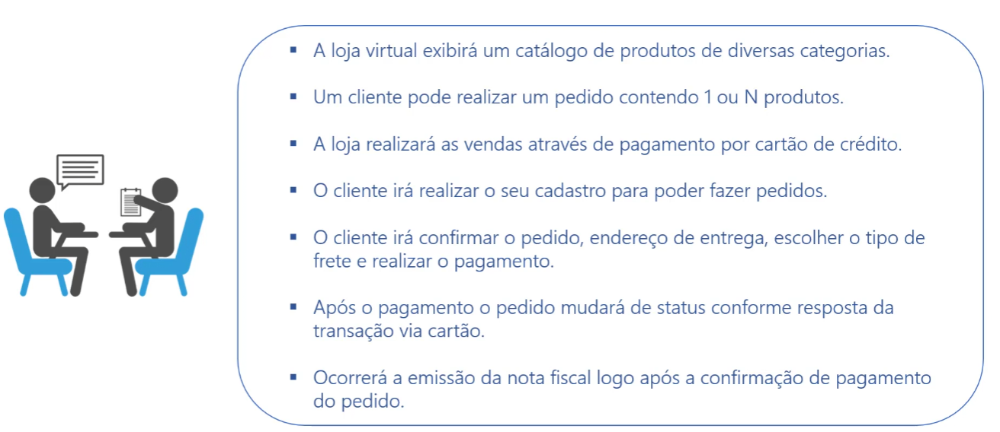 ▪ A loja virtual exibirá um catálogo de produtos de diversas categorias.
▪ Um cliente pode realizar um pedido contendo 1 ou N produtos.
▪ A loja realizará as vendas através de pagamento por cartão de crédito.
▪ O cliente irá realizar o seu cadastro para poder fazer pedidos.
▪ O cliente irá confirmar o pedido, endereço de entrega, escolher o tipo de
frete e realizar o pagamento.
▪ Após o pagamento o pedido mudará de status conforme resposta da
transação via cartão.
▪ Ocorrerá a emissão da nota fiscal logo após a confirmação de pagamento
do pedido.